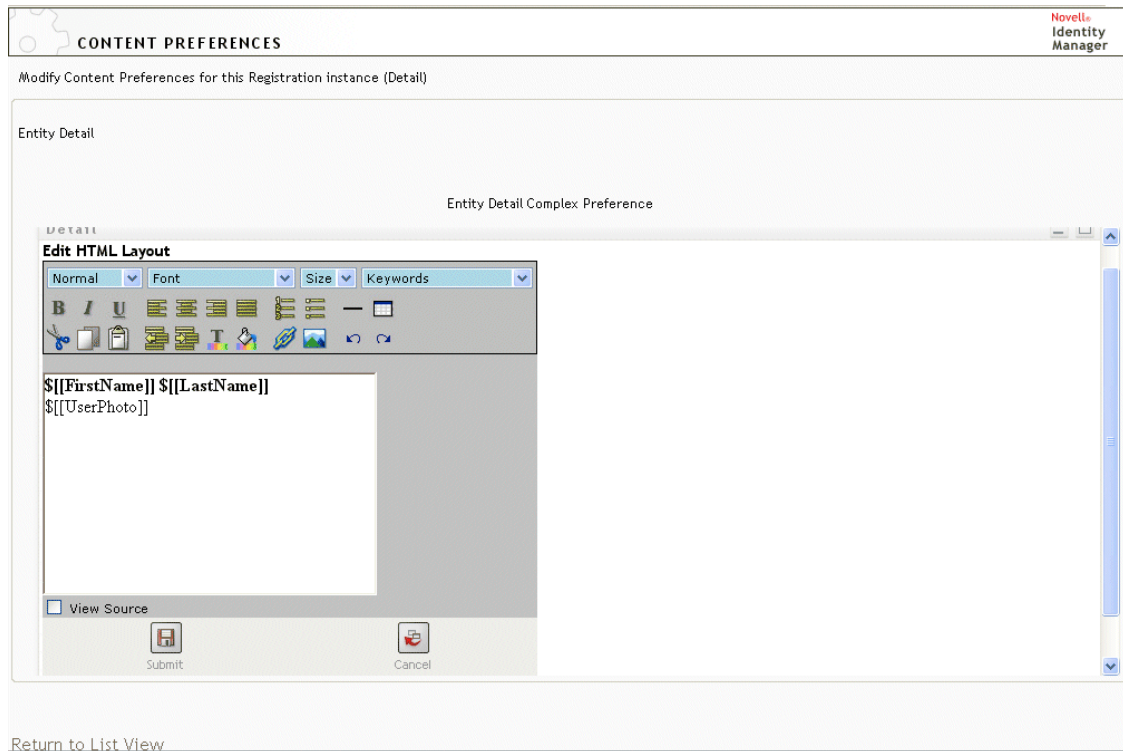 Novell®
Identity
Manager
CONTENT PREFERENCES
Modify Content Preferences for this Registration instance (Detail)
Entity Detail
Entity Detail Complex Preference
Detail
Edit HTML Layout
Normal Font Size Keywords
B I U
T
$[[FirstName]] $[[LastName]]
$[[UserPhoto]]
View Source
Submit Cancel
Return to List View